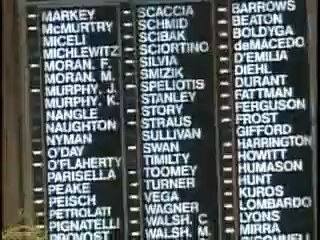 MARKEY
McMURTRY
MICELI
MICHLEWITZ
MORAN, F.
MORAN, M.
MURPHY, J.
MURPHY, K.
NANGLE
NAUGHTON
NYMAN
O'DAY
O'FLAHERTY
PARISELLA
PEAKE
PEISCH
PETROLATI
PIGNATELLI
PROVOST
SCACCIA
SCHMID
SCIBAK
SCIORTINO
SILVIA
SMIZIK
SPELIOTIS
STANLEY
STORY
STRAUS
SULLIVAN
SWAN
TIMILTY
TOOMEY
TURNER
VEGA
WAGNER
WALSH, C
WALSH, M
BARROWS
BEATON
BOLDYGA
deMACEDO
D'EMILIA
DIEHL
DURANT
FATTMAN
FERGUSON
FROST
GIFFORD
HARRINGTON
HOWITT
HUMASON
HUNT
KUROS
LOMBARDO
LYONS
MIRRA